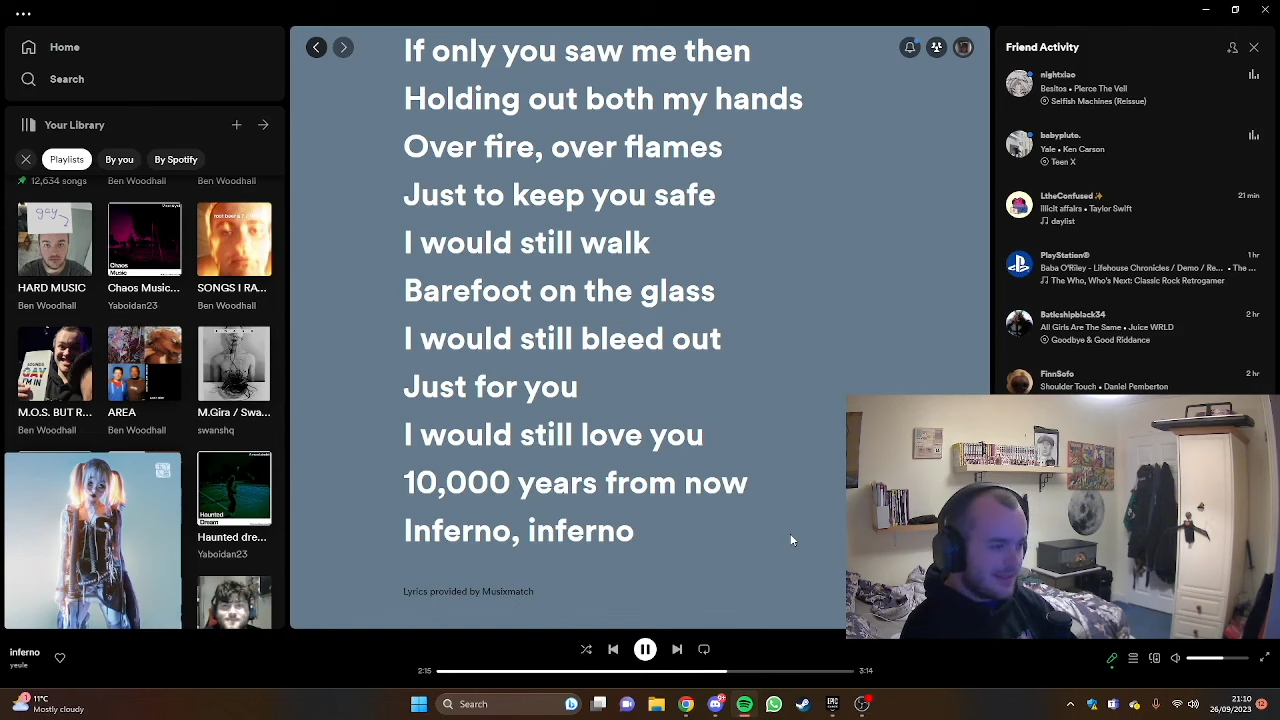 Home
Search
Your Library
Playlists
By you
By Spotify
12,634 songs
Ben Woodhall
Ben Woodhall
gay
HARD MUSIC
Ben Woodhall
Chaos
Music
Chaos Music...
Yaboidan23
SONGS I RA...
Ben Woodhall
M.O.S. BUT R...
Ben Woodhall
AREA
Ben Woodhall
M.Gira / Swa...
swanshq
Haunted
Dream
Haunted dre...
Yaboidan23
If only you saw me then
Holding out both my hands
Over fire, over flames
Just to keep you safe
I would still walk
Barefoot on the glass
I would still bleed out
Just for you
I would still love you
10,000 years from now
Inferno, inferno
Lyrics provided by Musixmatch
Friend Activity
nightxiao
Besitos • Pierce The Veil
Selfish Machines (Reissue)
babypluto.
Yale • Ken Carson
Teen X
LtheConfused✨
21 min
illicit affairs • Taylor Swift
daylist
PlayStation®
1 hr
Baba O'Riley - Lifehouse Chronicles / Demo / Re... • The ...
The Who, Who's Next: Classic Rock Retrogamer
Batleshipblack34
2 hr
All Girls Are The Same • Juice WRLD
Goodbye & Good Riddance
FinnSofo
2 hr
Shoulder Touch • Daniel Pemberton
inferno
yeule
2:15
3:14
11°C
Mostly cloudy
Search
21:10
26/09/2023